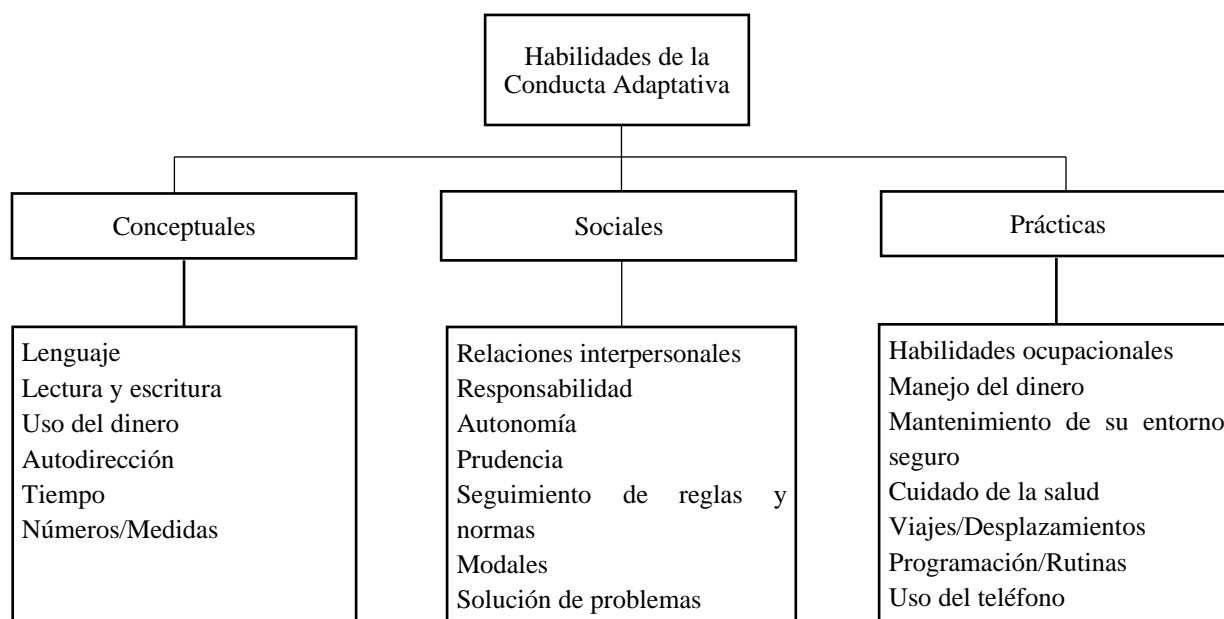 Habilidades de la
Conducta Adaptativa
Conceptuales
Sociales
Prácticas
Lenguaje
Lectura y escritura
Uso del dinero
Autodirección
Tiempo
Números/Medidas
Relaciones interpersonales
Responsabilidad
Autonomía
Prudencia
Seguimiento de reglas y
normas
Modales
Solución de problemas
Habilidades ocupacionales
Manejo del dinero
Mantenimiento de su entorno
seguro
Cuidado de la salud
Viajes/Desplazamientos
Programación/Rutinas
Uso del teléfono